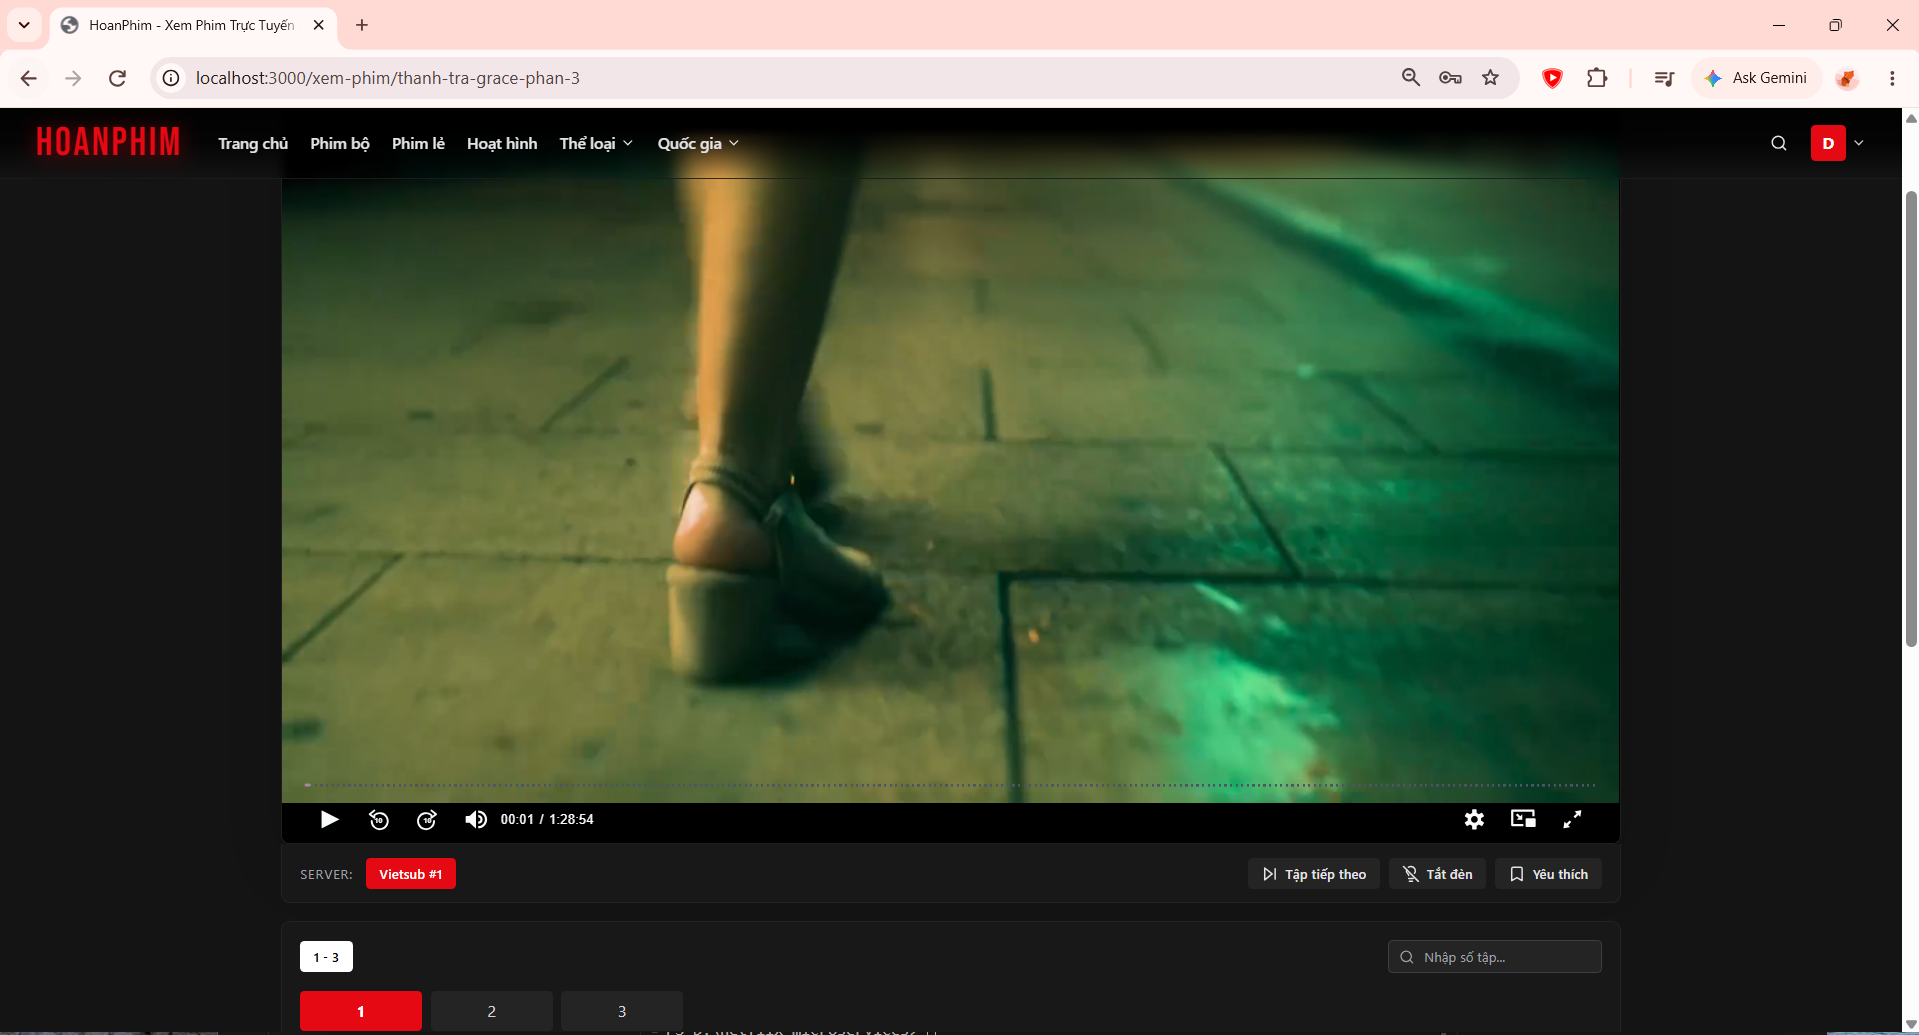 HoanPhim - Xem Phim Trực Tuyến
localhost:3000/xem-phim/thanh-tra-grace-phan-3
Ask Gemini
HOANPHIM
Trang chủ
Phim bộ
Phim lẻ
Hoạt hình
Thể loại
Quốc gia
D
10
10
00:01 / 1:28:54
SERVER:
Vietsub #1
Tập tiếp theo
Tắt đèn
Yêu thích
1 - 3
Nhập số tập...
1
2
3